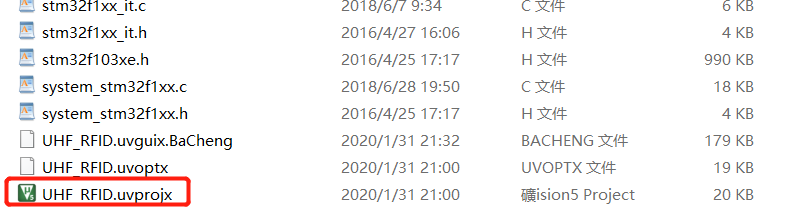 stm32f1xx_it.c 2018/6/7 9:34 C 文件 6 KB
stm32f1xx_it.h 2016/4/27 16:06 H 文件 4 KB
stm32f103xe.h 2016/4/25 17:17 H 文件 990 KB
system_stm32f1xx.c 2018/6/28 19:50 C 文件 18 KB
system_stm32f1xx.h 2016/4/25 17:17 H 文件 4 KB
UHF_RFID.uvguix.BaCheng 2020/1/31 21:32 BACHENG 文件 179 KB
UHF_RFID.uvoptx 2020/1/31 21:00 UVOPTX 文件 19 KB
UHF_RFID.uvprojx 2020/1/31 21:00 礦ision5 Project 20 KB